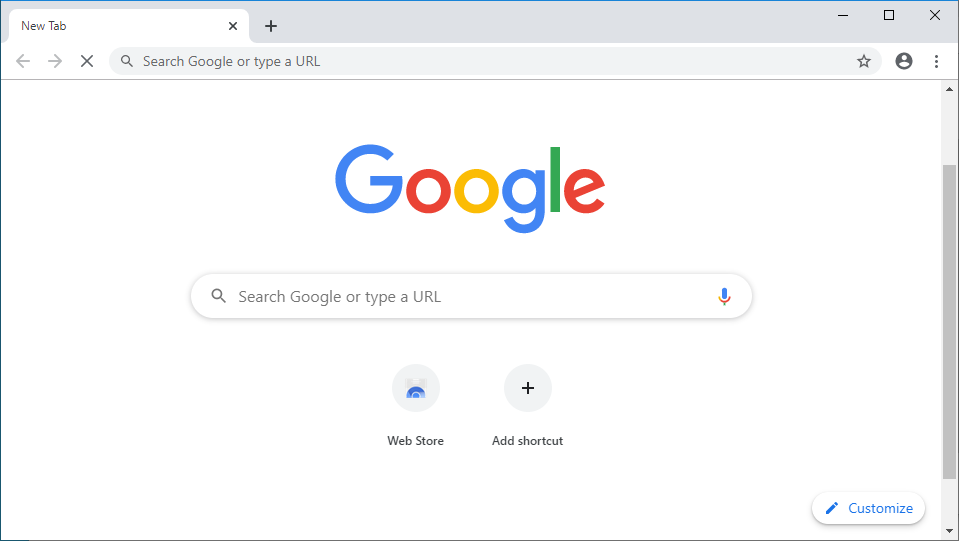 New Tab
Search Google or type a URL
Google
Search Google or type a URL
Web Store
Add shortcut
Customize